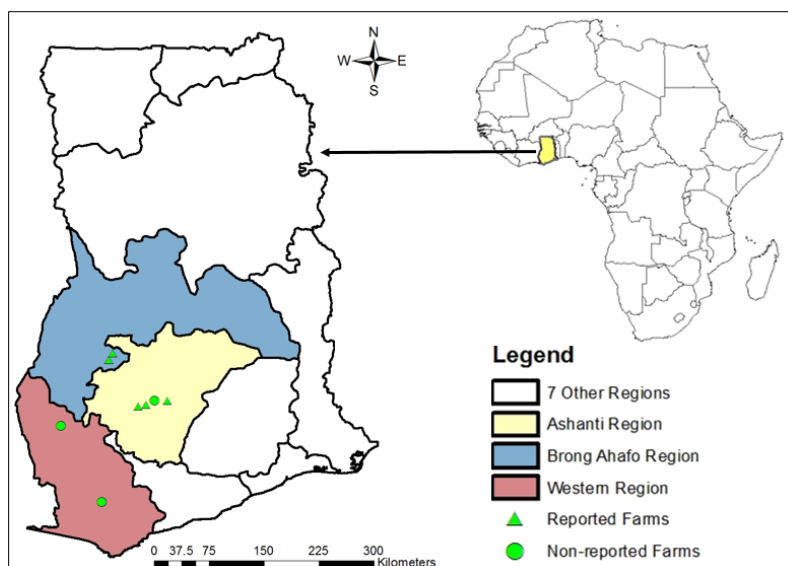 N
W E
S
Legend
7 Other Regions
Ashanti Region
Brong Ahafo Region
Western Region
Reported Farms
Non-reported Farms
0 37.5 75 150 225 300
Kilometers